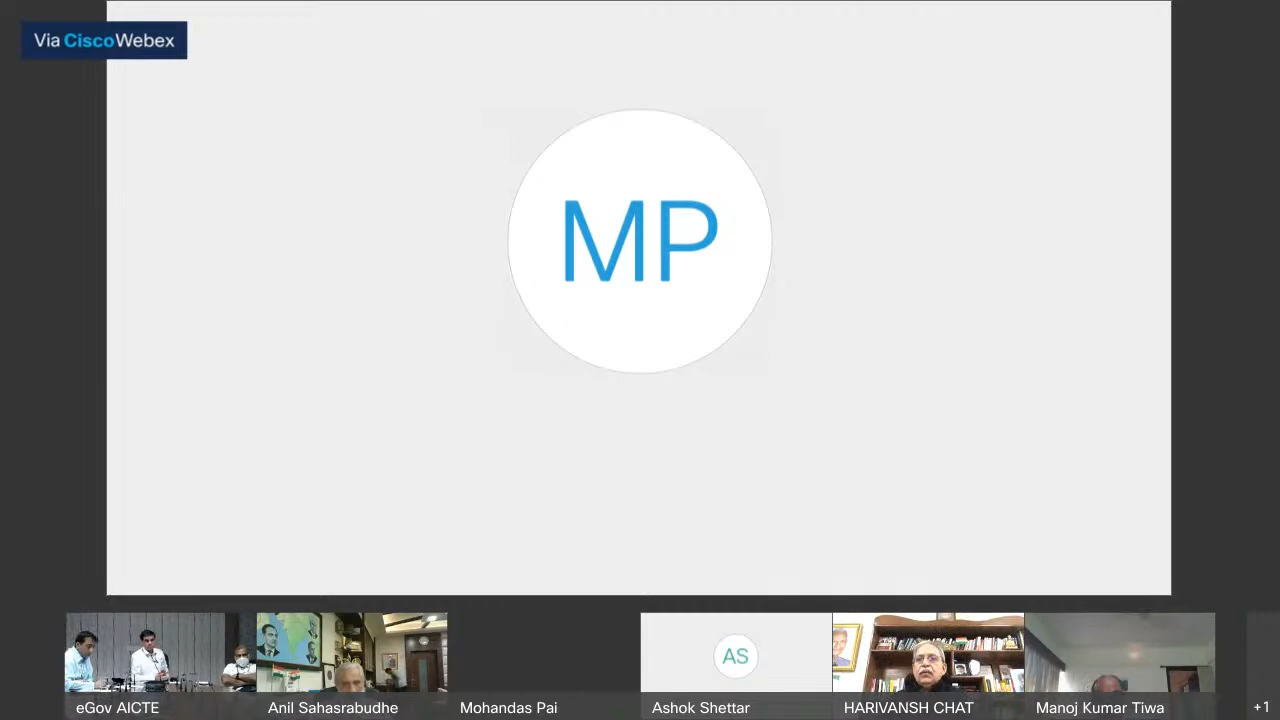 Via CiscoWebex
MP
AS
eGov AICTE
Anil Sahasrabudhe
Mohandas Pai
Ashok Shettar
HARIVANSH CHAT
Manoj Kumar Tiwa
+1